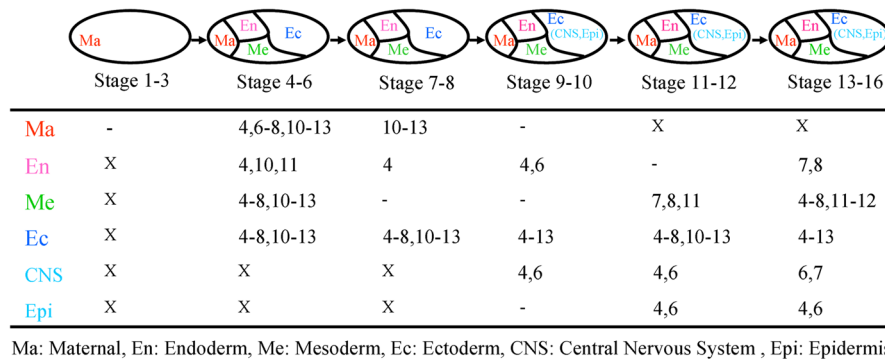 Ma
En Ma Me Ec
En Ma Me Ec
En Ma Me Ec (CNS,Epi)
En Ma Me Ec (CNS,Epi)
En Ma Me Ec (CNS,Epi)
Stage 1-3 Stage 4-6 Stage 7-8 Stage 9-10 Stage 11-12 Stage 13-16
Ma - 4,6-8,10-13 10-13 - X X
En X 4,10,11 4 4,6 - 7,8
Me X 4-8,10-13 - - 7,8,11 4-8,11-12
Ec X 4-8,10-13 4-8,10-13 4-13 4-8,10-13 4-13
CNS X X X 4,6 4,6 6,7
Epi X X X - 4,6 4,6
Ma: Maternal, En: Endoderm, Me: Mesoderm, Ec: Ectoderm, CNS: Central Nervous System , Epi: Epidermi